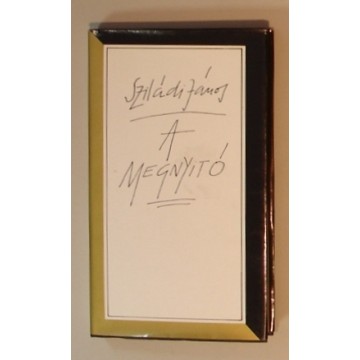 Sziládi János
A
MEGNYITÓ